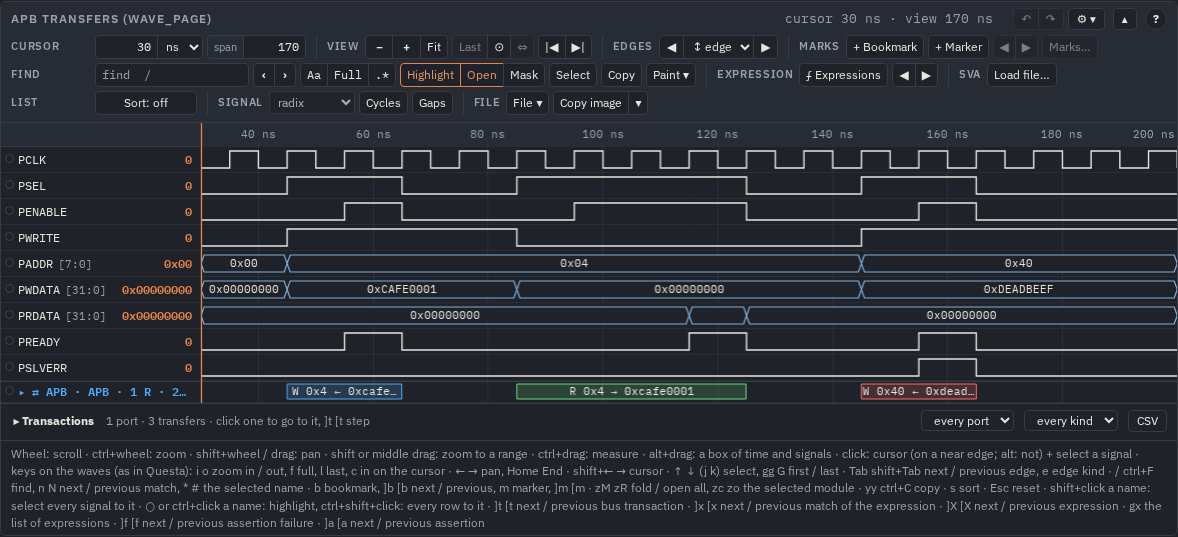 APB TRANSFERS (WAVE_PAGE) cursor 30 ns · view 170 ns ↶ ↷ ⚙ ▾ ▲ ?
CURSOR 30 ns span 170 VIEW − + Fit Last ⊙ ⇔ |◀ ▶| EDGES ◀ ↕ edge ▶ MARKS + Bookmark + Marker ◀ ▶ Marks...
FIND find / ‹ › Aa Full .* Highlight Open Mask Select Copy Paint ▾ EXPRESSION ⨍ Expressions ◀ ▶ SVA Load file...
LIST Sort: off SIGNAL radix Cycles Gaps FILE File ▾ Copy image ▾
40 ns 60 ns 80 ns 100 ns 120 ns 140 ns 160 ns 180 ns 200 ns
PCLK 0
PSEL 0
PENABLE 0
PWRITE 0
PADDR [7:0] 0x00 0x00 0x04 0x40
PWDATA [31:0] 0x00000000 0x00000000 0xCAFE0001 0x00000000 0xDEADBEEF
PRDATA [31:0] 0x00000000 0x00000000 0x00000000
PREADY 0
PSLVERR 0
▸ ⇄ APB · APB · 1 R · 2… W 0x4 ← 0xcafe… R 0x4 → 0xcafe0001 W 0x40 ← 0xdead…
▸ Transactions 1 port · 3 transfers · click one to go to it, ]t [t step every port every kind CSV
Wheel: scroll · ctrl+wheel: zoom · shift+wheel / drag: pan · shift or middle drag: zoom to a range · ctrl+drag: measure · alt+drag: a box of time and signals · click: cursor (on a near edge; alt: not) + select a signal ·
keys on the waves (as in Questa): i o zoom in / out, f full, l last, c in on the cursor · ←→ pan, Home End · shift+←→ cursor · ↑ ↓ (j k) select, gg G first / last · Tab shift+Tab next / previous edge, e edge kind · / ctrl+F
find, n N next / previous match, * # the selected name · b bookmark, ]b [b next / previous, m marker, ]m [m · zM zR fold / open all, zc zo the selected module · yy ctrl+C copy · s sort · Esc reset · shift+click a name:
select every signal to it · ○ or ctrl+click a name: highlight, ctrl+shift+click: every row to it · ]t [t next / previous bus transaction · ]x [x next / previous match of the expression · ]X [X next / previous expression · gx the
list of expressions · ]f [f next / previous assertion failure · ]a [a next / previous assertion